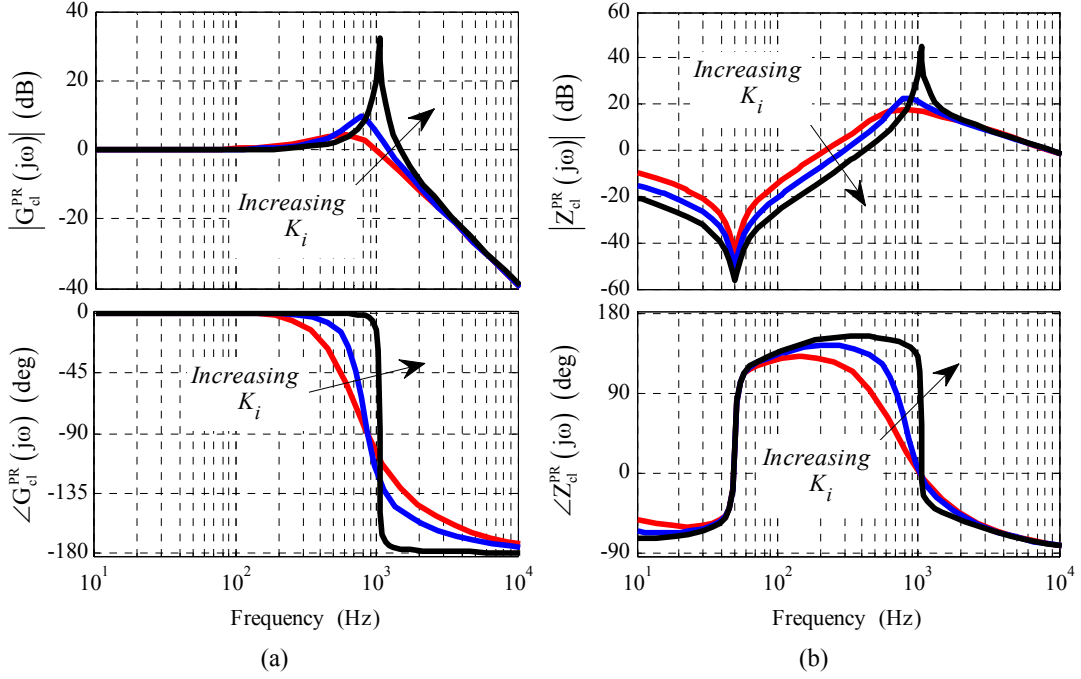 |G_cl^PR(jω)| (dB)
40
20
0
-20
-40
Increasing
K_i
∠G_cl^PR(jω) (deg)
0
-45
-90
-135
-180
Increasing
K_i
10^1
10^2
10^3
10^4
Frequency (Hz)
(a)
|Z_cl^PR(jω)| (dB)
60
40
20
0
-20
-40
-60
Increasing
K_i
∠Z_cl^PR(jω) (deg)
180
90
0
-90
Increasing
K_i
10^1
10^2
10^3
10^4
Frequency (Hz)
(b)